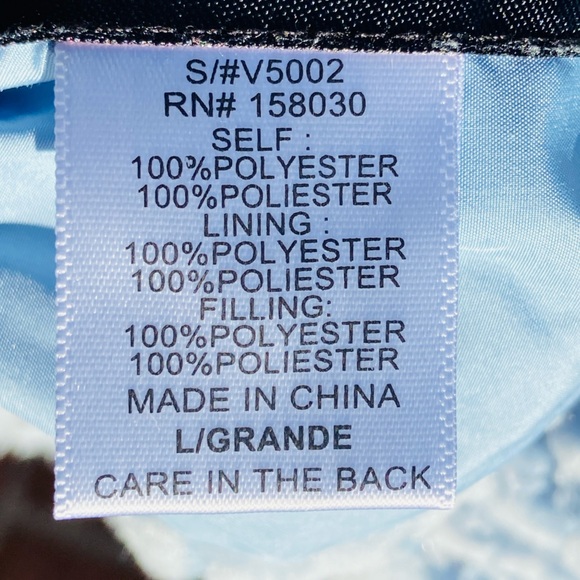 S/#V5002
RN# 158030
SELF :
100%POLYESTER
100%POLIESTER
LINING :
100%POLYESTER
100%POLIESTER
FILLING:
100%POLYESTER
100%POLIESTER
MADE IN CHINA
L/GRANDE
CARE IN THE BACK